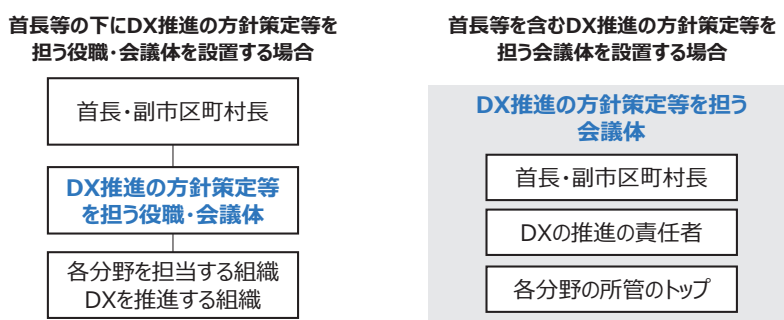 首長等の下にDX推進の方針策定等を
担う役職・会議体を設置する場合
首長・副市区町村長
DX推進の方針策定等
を担う役職・会議体
各分野を担当する組織
DXを推進する組織
首長等を含むDX推進の方針策定等を
担う会議体を設置する場合
DX推進の方針策定等を担う
会議体
首長・副市区町村長
DXの推進の責任者
各分野の所管のトップ